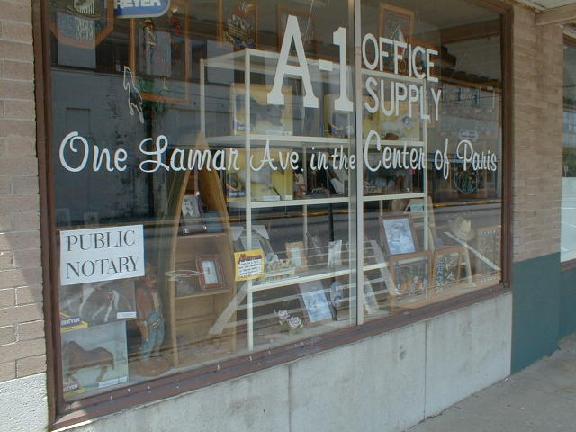 A-1 OFFICE
SUPPLY
One Lamar Ave. in the Center of Paris
PUBLIC
NOTARY